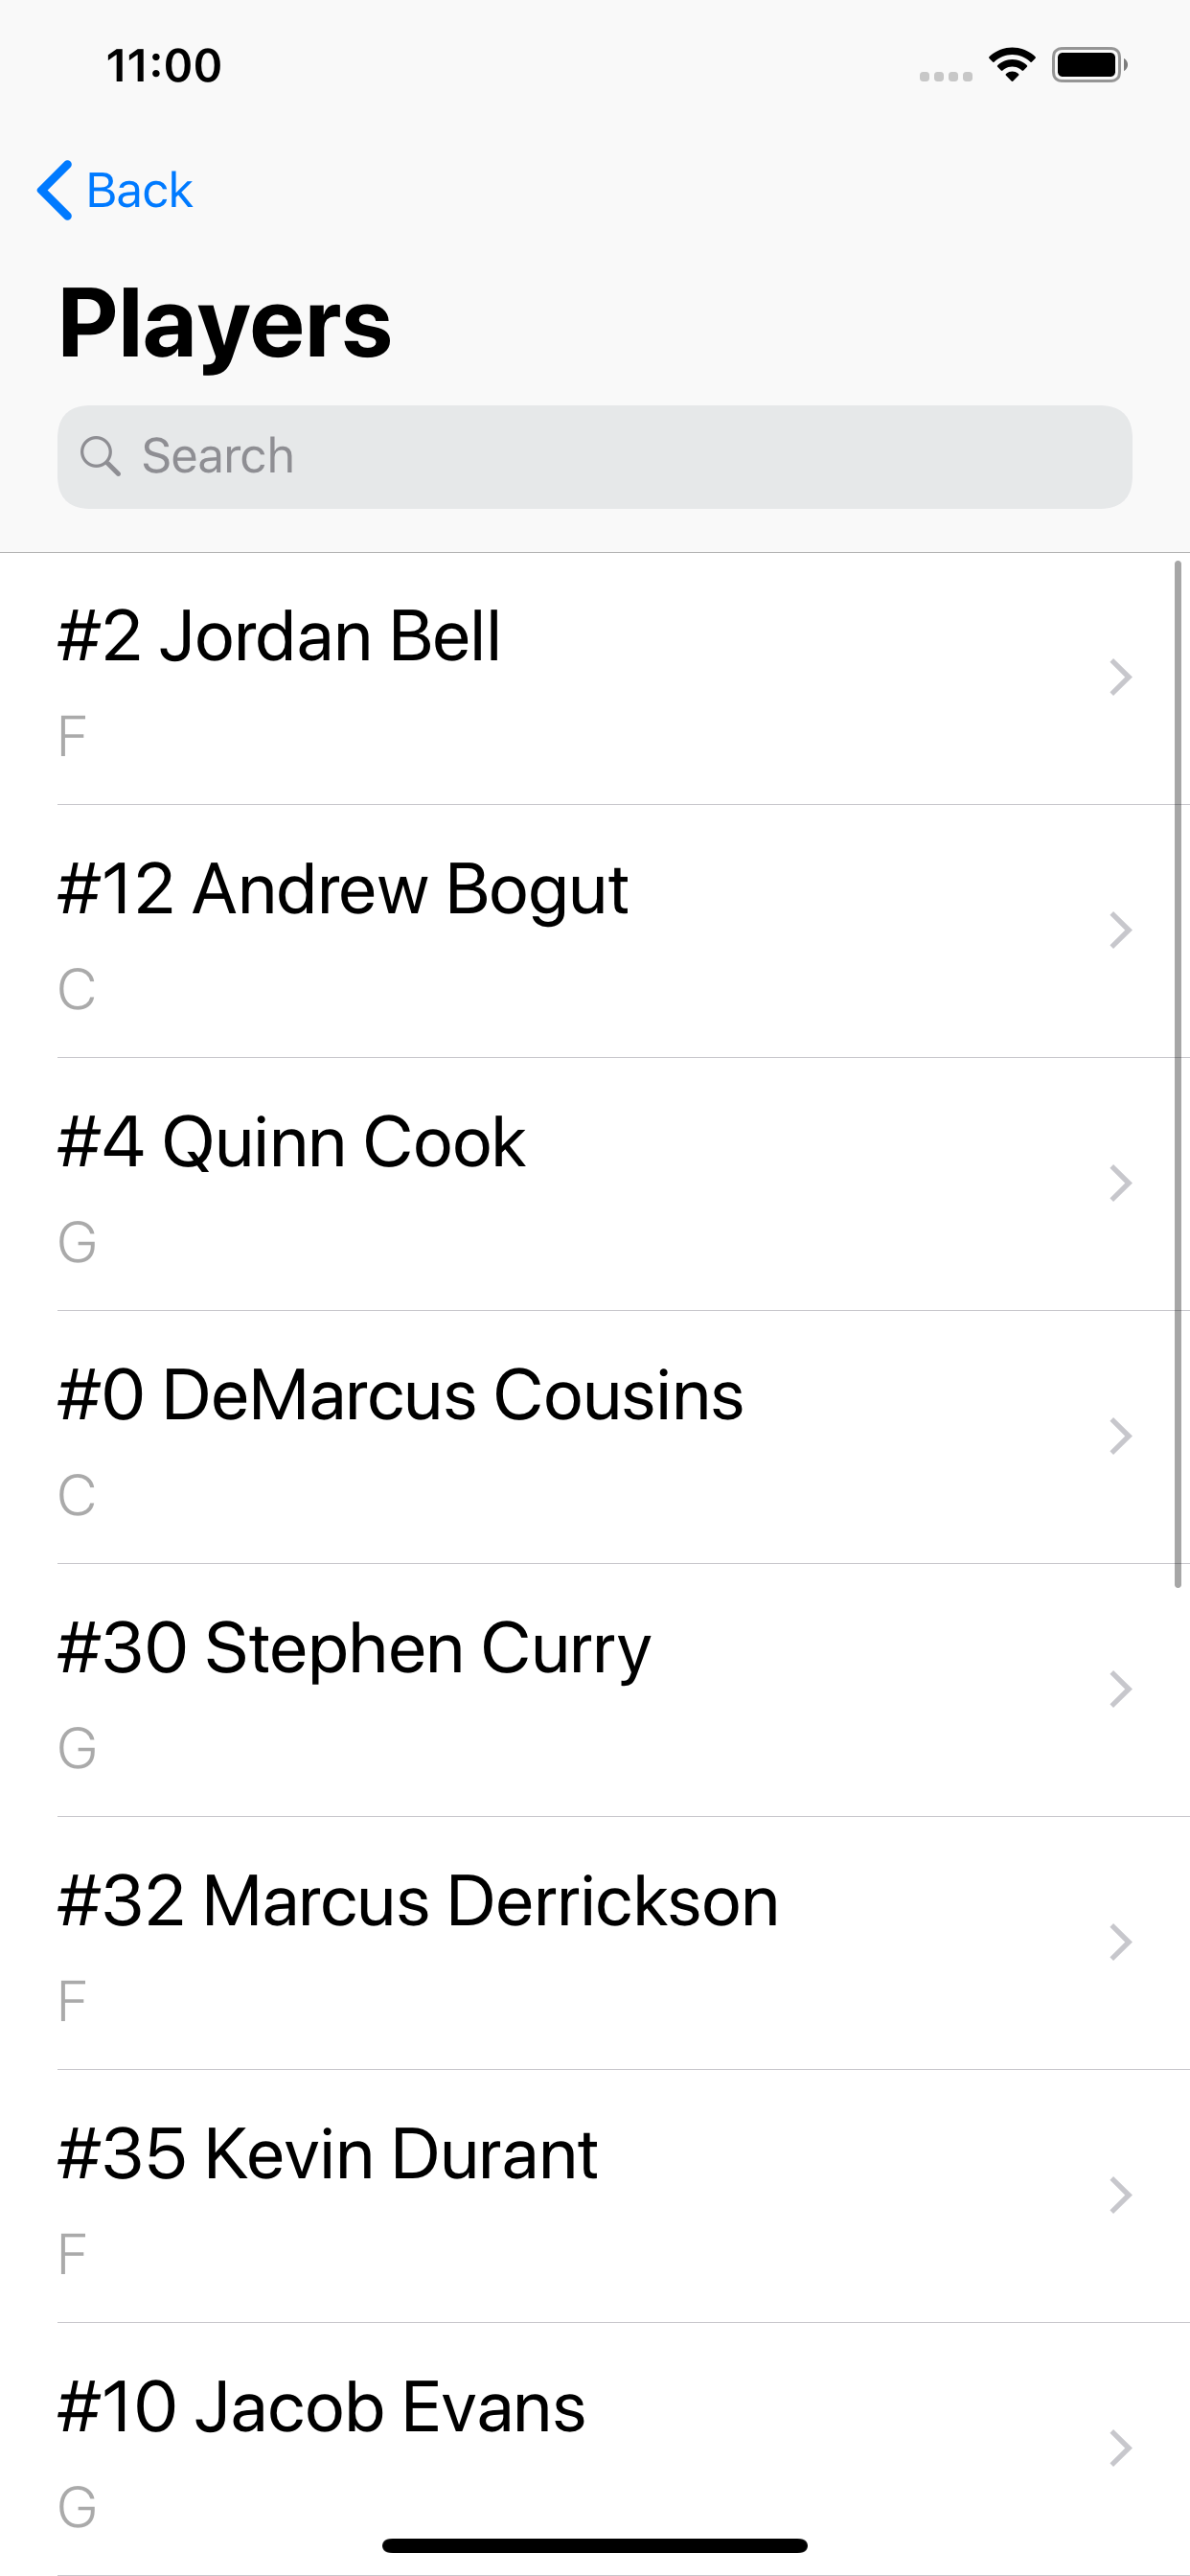 11:00
Back
Players
Search
#2 Jordan Bell
F
#12 Andrew Bogut
C
#4 Quinn Cook
G
#0 DeMarcus Cousins
C
#30 Stephen Curry
G
#32 Marcus Derrickson
F
#35 Kevin Durant
F
#10 Jacob Evans
G